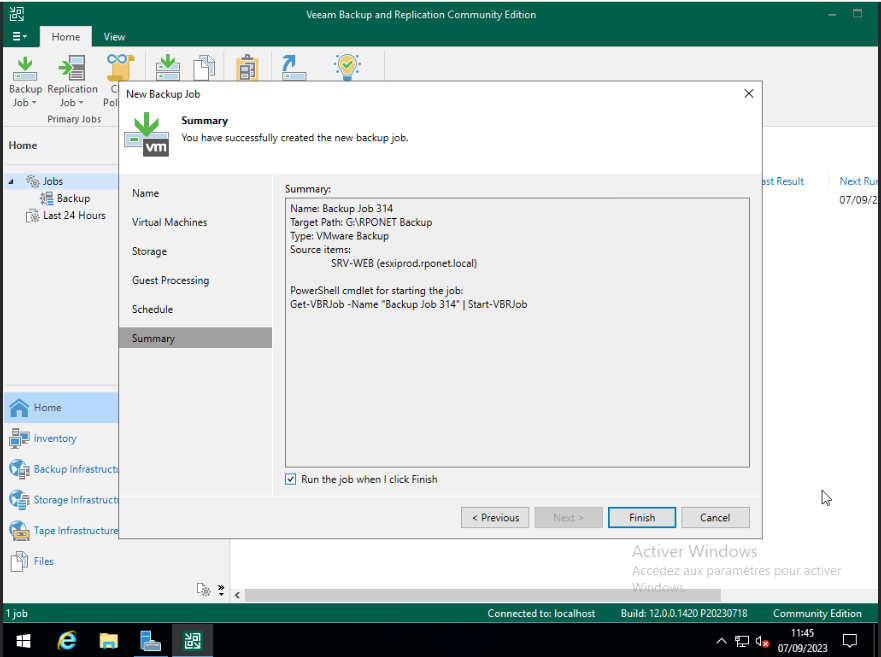 Veeam Backup and Replication Community Edition
Home View
Backup Job
Replication Job
Primary Jobs
Home
Jobs
Backup
Last 24 Hours
Home
Inventory
Backup Infrastructu
Storage Infrastruct
Tape Infrastructure
Files
New Backup Job
Summary
You have successfully created the new backup job.
Name
Virtual Machines
Storage
Guest Processing
Schedule
Summary
Summary:
Name: Backup Job 314
Target Path: G:\RPONET Backup
Type: VMware Backup
Source items:
SRV-WEB (esxiprod.rponet.local)
PowerShell cmdlet for starting the job:
Get-VBRJob -Name "Backup Job 314" | Start-VBRJob
Run the job when I click Finish
< Previous Next > Finish Cancel
ast Result Next Run
07/09/2
Activer Windows
Accédez aux paramètres pour activer
Windows.
1 job Connected to: localhost Build: 12.0.0.1420 P20230718 Community Edition
11:45
07/09/2023